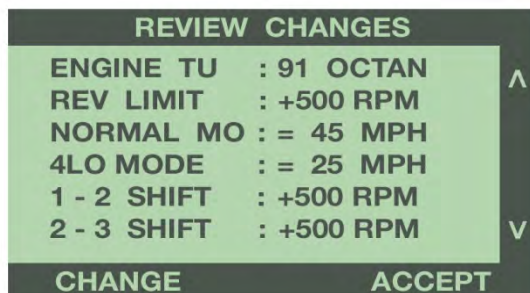 REVIEW CHANGES
ENGINE TU : 91 OCTAN
REV LIMIT : +500 RPM
NORMAL MO : = 45 MPH
4LO MODE : = 25 MPH
1 - 2 SHIFT : +500 RPM
2 - 3 SHIFT : +500 RPM
CHANGE ACCEPT